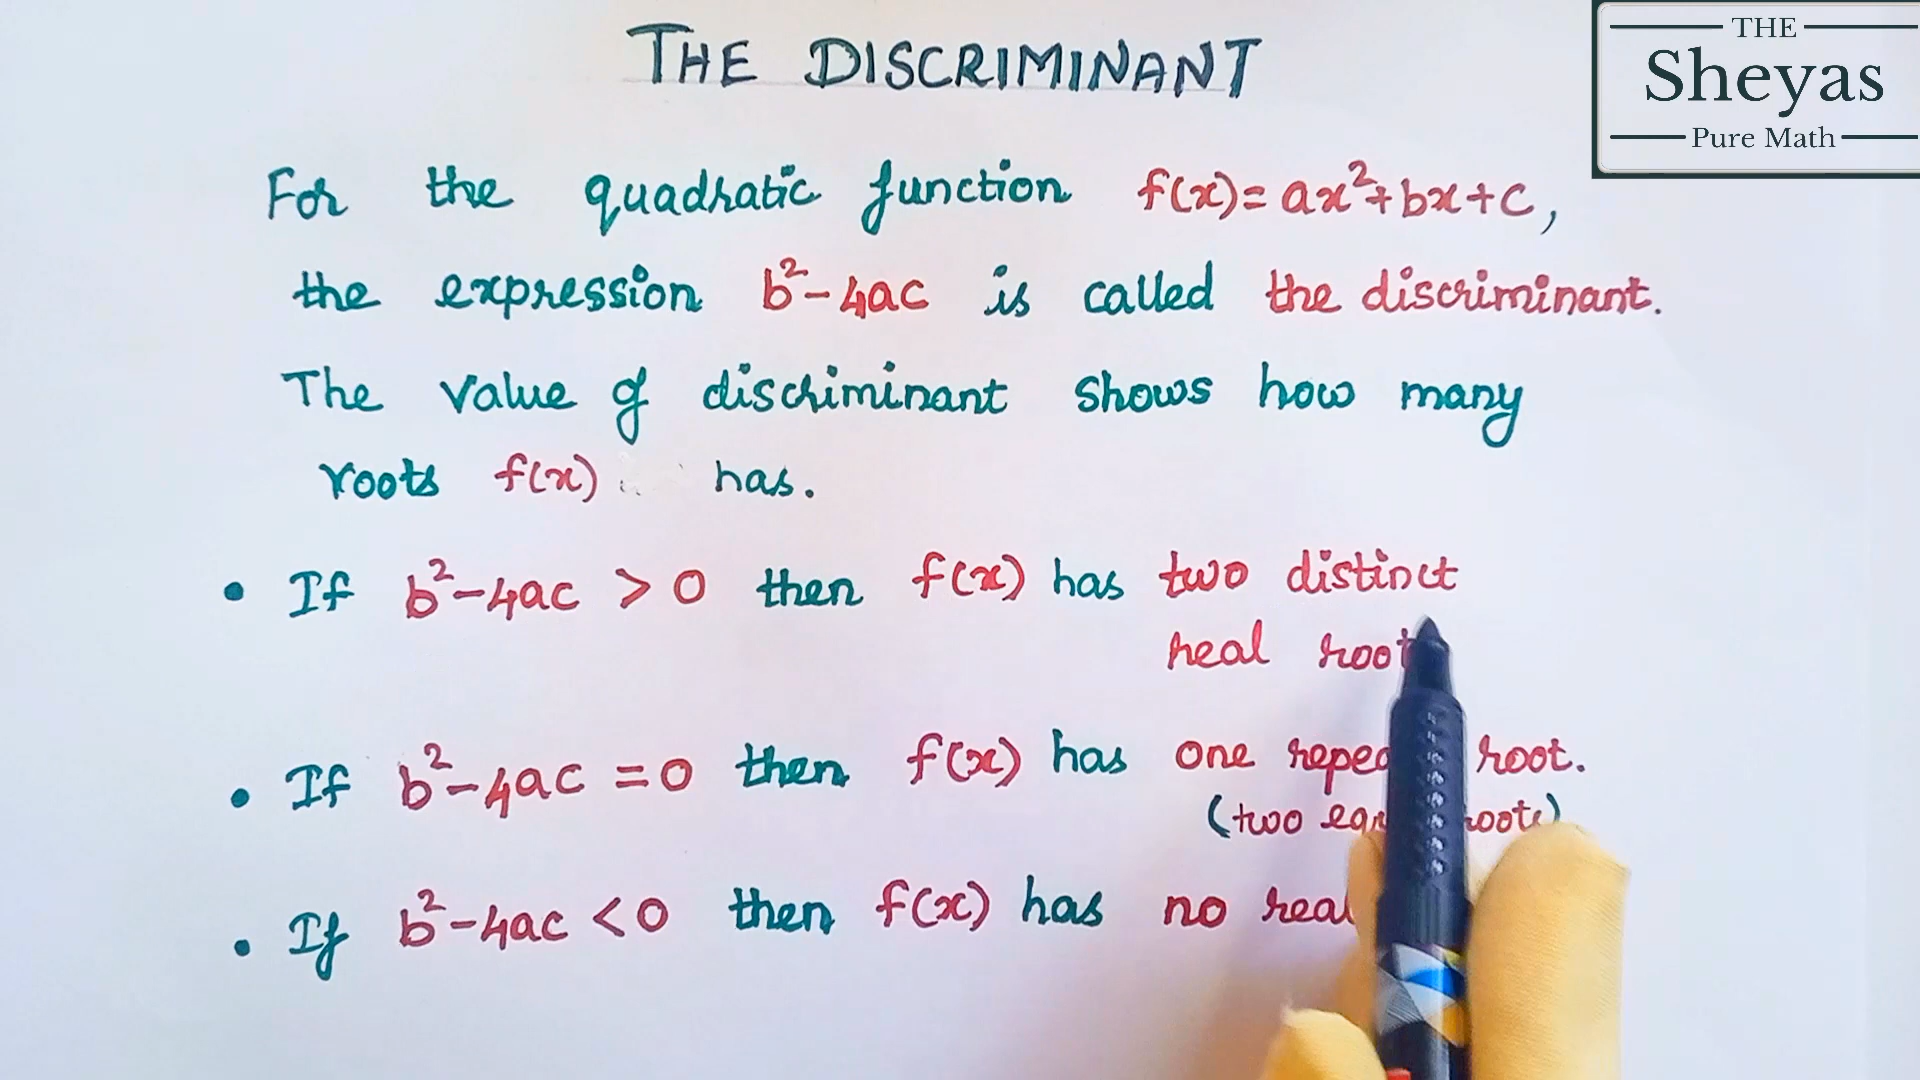 THE DISCRIMINANT
THE
Sheyas
Pure Math
For the quadratic function f(x)=ax²+bx+c,
the expression b²-4ac is called the discriminant.
The value of discriminant shows how many
roots f(x) has.
• If b²-4ac > 0 then f(x) has two distinct
real
• If b²-4ac = 0 then f(x) has one root.
(two
• If b²-4ac < 0 then f(x) has no real